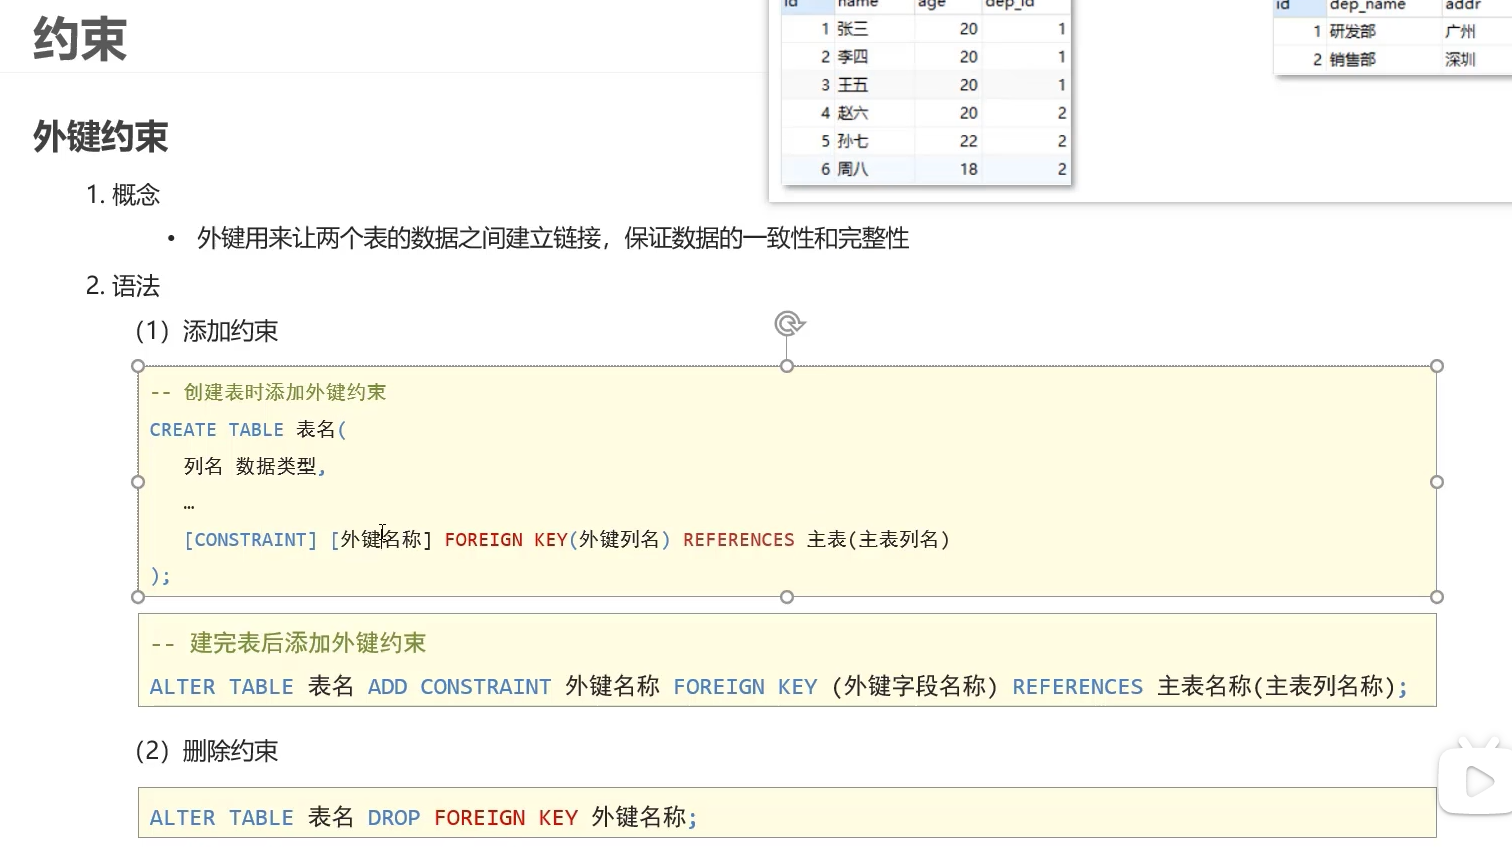 约束
id name age dep_id
1 张三 20 1
2 李四 20 1
3 王五 20 1
4 赵六 20 2
5 孙七 22 2
6 周八 18 2
id dep_name addr
1 研发部 广州
2 销售部 深圳
外键约束
1. 概念
• 外键用来让两个表的数据之间建立链接，保证数据的一致性和完整性
2. 语法
（1）添加约束
-- 创建表时添加外键约束
CREATE TABLE 表名(
列名 数据类型,
…
[CONSTRAINT] [外键名称] FOREIGN KEY(外键列名) REFERENCES 主表(主表列名)
);
-- 建完表后添加外键约束
ALTER TABLE 表名 ADD CONSTRAINT 外键名称 FOREIGN KEY (外键字段名称) REFERENCES 主表名称(主表列名称);
（2）删除约束
ALTER TABLE 表名 DROP FOREIGN KEY 外键名称;